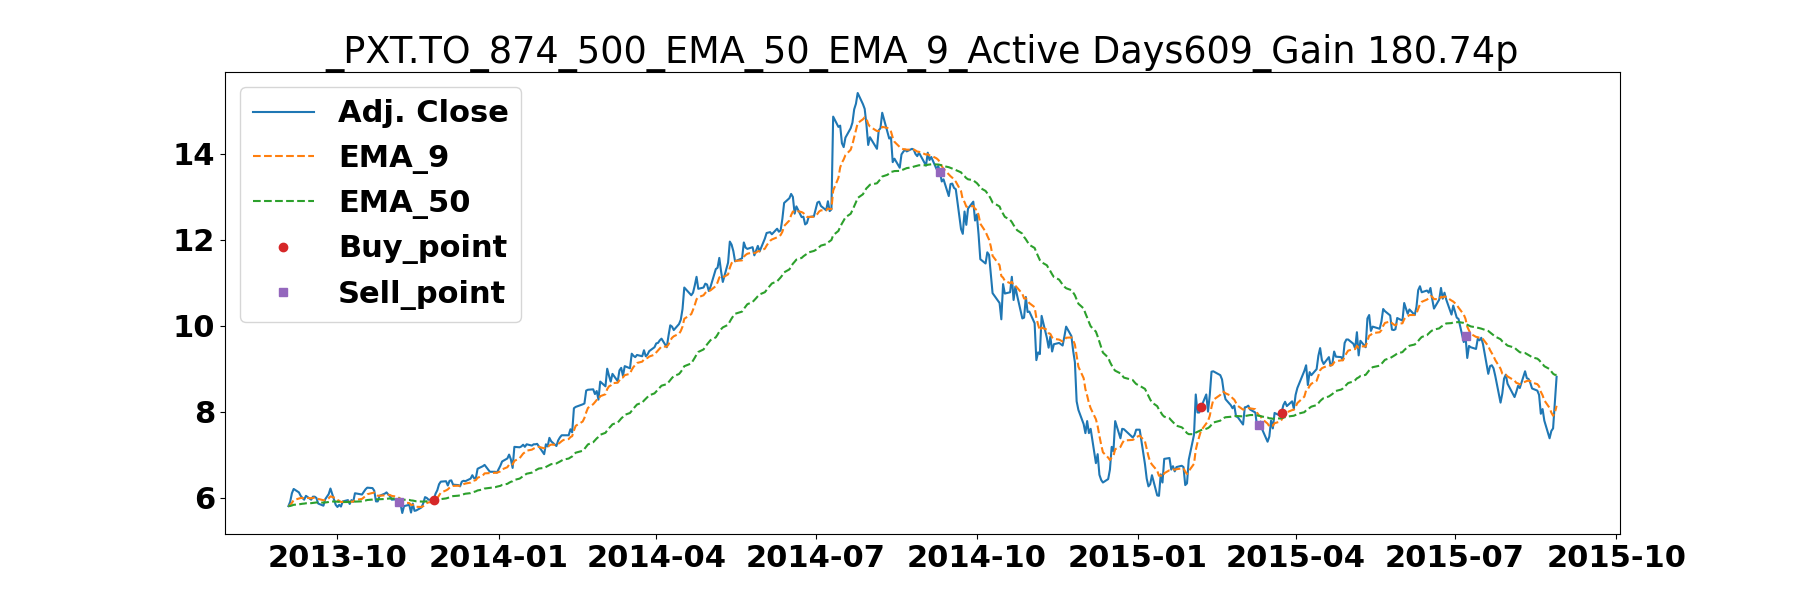 _PXT.TO_874_500_EMA_50_EMA_9_Active Days609_Gain 180.74p
Adj. Close
EMA_9
EMA_50
Buy_point
Sell_point
14
12
10
8
6
2013-10 2014-01 2014-04 2014-07 2014-10 2015-01 2015-04 2015-07 2015-10